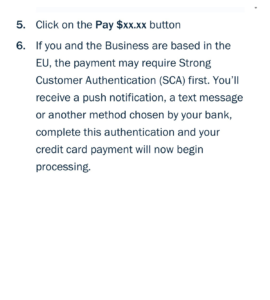 5. Click on the Pay $xx.xx button
6. If you and the Business are based in the
EU, the payment may require Strong
Customer Authentication (SCA) first. You'll
receive a push notification, a text message
or another method chosen by your bank,
complete this authentication and your
credit card payment will now begin
processing.